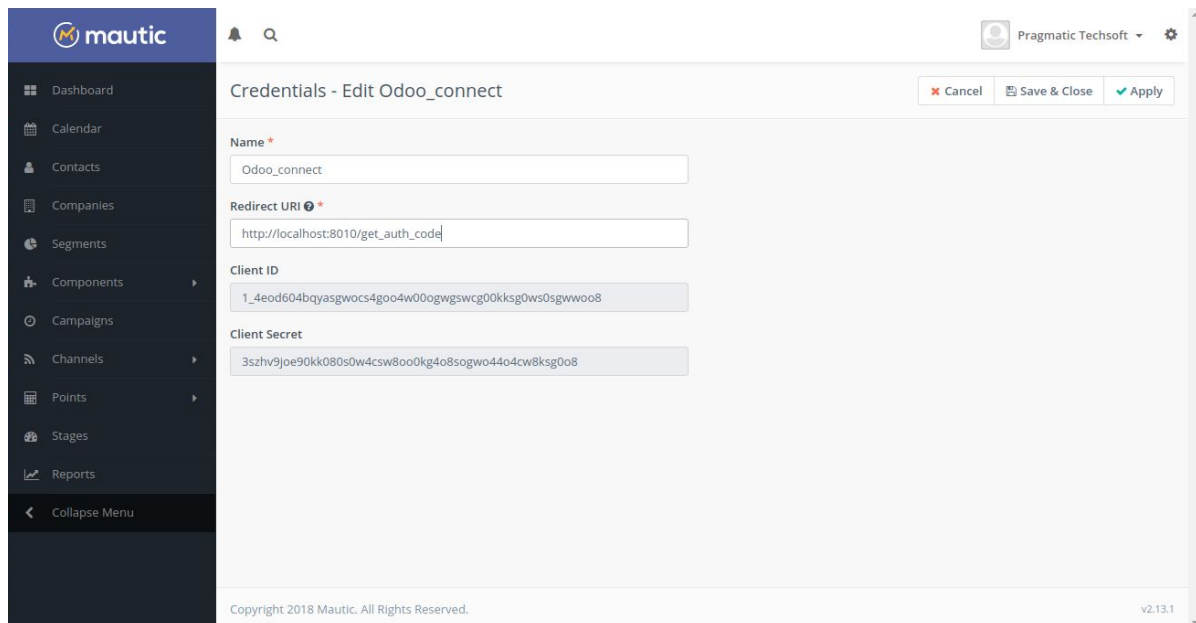 mautic
Pragmatic Techsoft
Dashboard
Calendar
Contacts
Companies
Segments
Components
Campaigns
Channels
Points
Stages
Reports
Collapse Menu
Credentials - Edit Odoo_connect
Cancel
Save & Close
Apply
Name *
Odoo_connect
Redirect URI *
http://localhost:8010/get_auth_code
Client ID
1_4eod604bqyasgwocs4goo4w00ogwgswcg00kksg0ws0sgwwoo8
Client Secret
3szhv9joe90kk080s0w4csw8oo0kg4o8sogwo44o4cw8ksg0o8
Copyright 2018 Mautic. All Rights Reserved.
v2.13.1